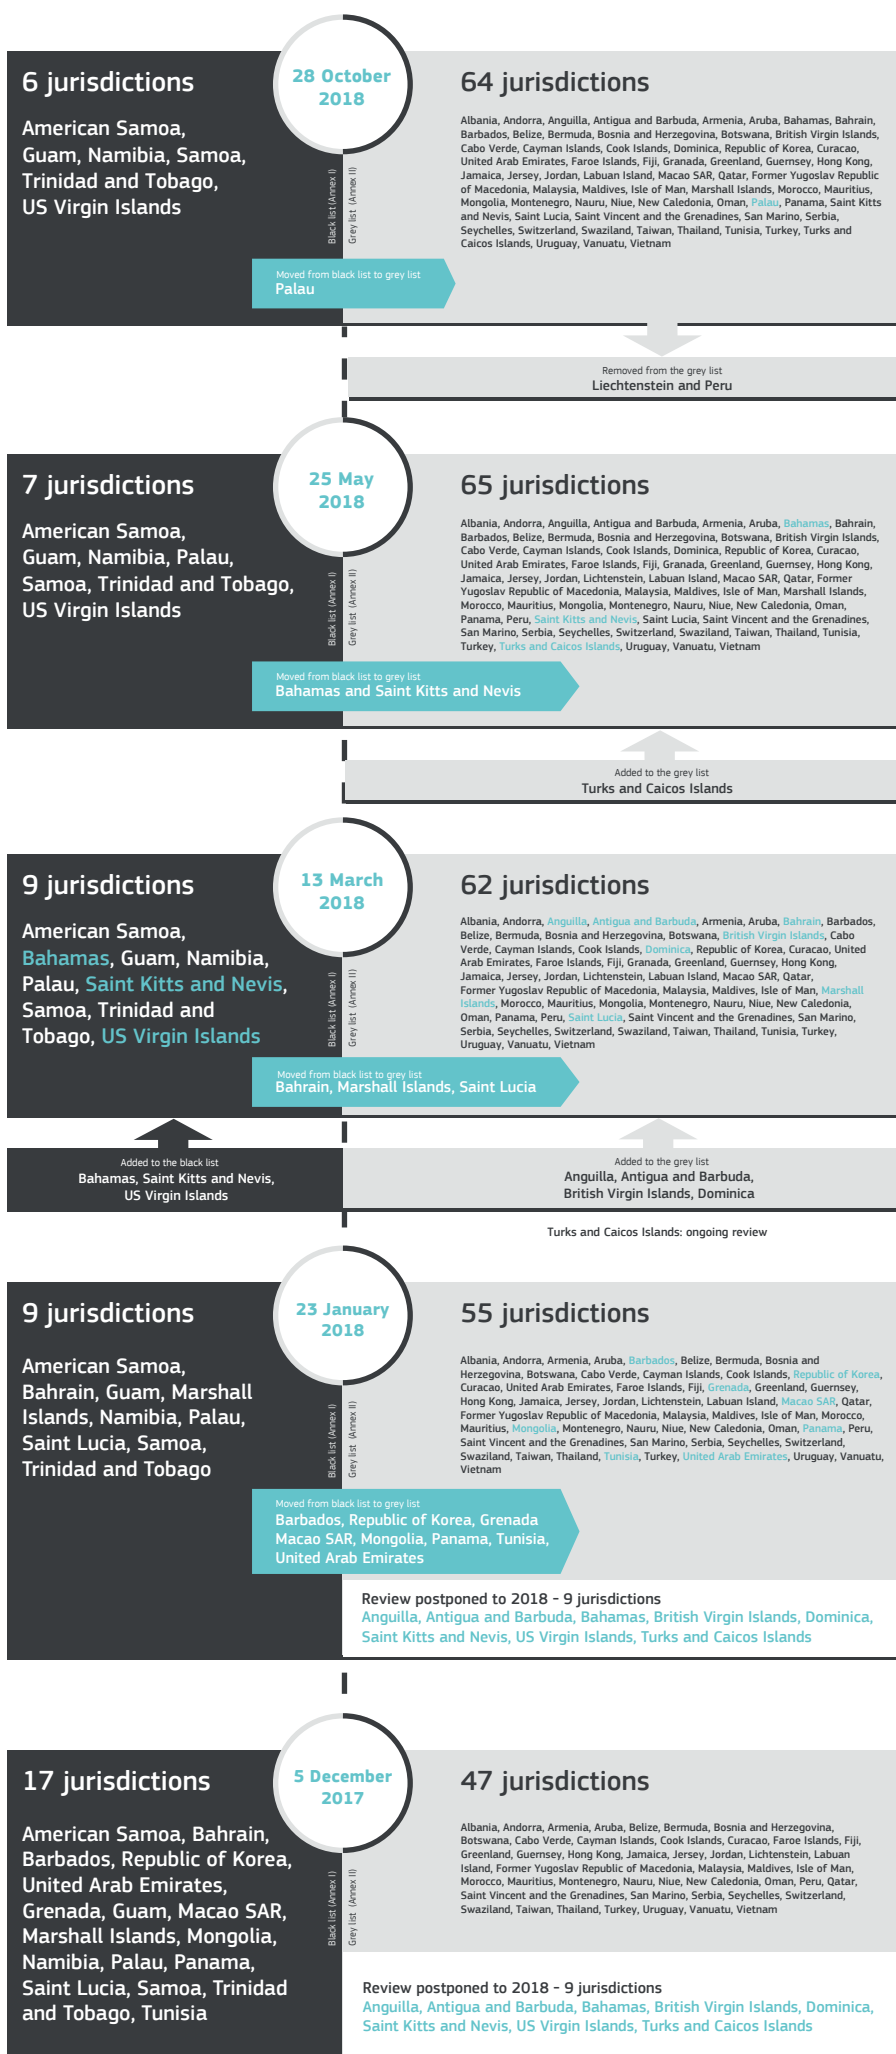 6 jurisdictions
American Samoa,
Guam, Namibia, Samoa,
Trinidad and Tobago,
US Virgin Islands
28 October
2018
Black list (Annex I)
Grey list (Annex II)
64 jurisdictions
Albania, Andorra, Anguilla, Antigua and Barbuda, Armenia, Aruba, Bahamas, Bahrain,
Barbados, Belize, Bermuda, Bosnia and Herzegovina, Botswana, British Virgin Islands,
Cabo Verde, Cayman Islands, Cook Islands, Dominica, Republic of Korea, Curacao,
United Arab Emirates, Faroe Islands, Fiji, Granada, Greenland, Guernsey, Hong Kong,
Jamaica, Jersey, Jordan, Labuan Island, Macao SAR, Qatar, Former Yugoslav Republic
of Macedonia, Malaysia, Maldives, Isle of Man, Marshall Islands, Morocco, Mauritius,
Mongolia, Montenegro, Nauru, Niue, New Caledonia, Oman, Palau, Panama, Saint Kitts
and Nevis, Saint Lucia, Saint Vincent and the Grenadines, San Marino, Serbia,
Seychelles, Switzerland, Swaziland, Taiwan, Thailand, Tunisia, Turkey, Turks and
Caicos Islands, Uruguay, Vanuatu, Vietnam
Moved from black list to grey list
Palau
Removed from the grey list
Liechtenstein and Peru
7 jurisdictions
American Samoa,
Guam, Namibia, Palau,
Samoa, Trinidad and Tobago,
US Virgin Islands
25 May
2018
Black list (Annex I)
Grey list (Annex II)
65 jurisdictions
Albania, Andorra, Anguilla, Antigua and Barbuda, Armenia, Aruba, Bahamas, Bahrain,
Barbados, Belize, Bermuda, Bosnia and Herzegovina, Botswana, British Virgin Islands,
Cabo Verde, Cayman Islands, Cook Islands, Dominica, Republic of Korea, Curacao,
United Arab Emirates, Faroe Islands, Fiji, Granada, Greenland, Guernsey, Hong Kong,
Jamaica, Jersey, Jordan, Lichtenstein, Labuan Island, Macao SAR, Qatar, Former
Yugoslav Republic of Macedonia, Malaysia, Maldives, Isle of Man, Marshall Islands,
Morocco, Mauritius, Mongolia, Montenegro, Nauru, Niue, New Caledonia, Oman,
Panama, Peru, Saint Kitts and Nevis, Saint Lucia, Saint Vincent and the Grenadines,
San Marino, Serbia, Seychelles, Switzerland, Swaziland, Taiwan, Thailand, Tunisia,
Turkey, Turks and Caicos Islands, Uruguay, Vanuatu, Vietnam
Moved from black list to grey list
Bahamas and Saint Kitts and Nevis
Added to the grey list
Turks and Caicos Islands
9 jurisdictions
American Samoa,
Bahamas, Guam, Namibia,
Palau, Saint Kitts and Nevis,
Samoa, Trinidad and
Tobago, US Virgin Islands
13 March
2018
Black list (Annex I)
Grey list (Annex II)
62 jurisdictions
Albania, Andorra, Anguilla, Antigua and Barbuda, Armenia, Aruba, Bahrain, Barbados,
Belize, Bermuda, Bosnia and Herzegovina, Botswana, British Virgin Islands, Cabo
Verde, Cayman Islands, Cook Islands, Dominica, Republic of Korea, Curacao, United
Arab Emirates, Faroe Islands, Fiji, Granada, Greenland, Guernsey, Hong Kong,
Jamaica, Jersey, Jordan, Lichtenstein, Labuan Island, Macao SAR, Qatar,
Former Yugoslav Republic of Macedonia, Malaysia, Maldives, Isle of Man, Marshall
Islands, Morocco, Mauritius, Mongolia, Montenegro, Nauru, Niue, New Caledonia,
Oman, Panama, Peru, Saint Lucia, Saint Vincent and the Grenadines, San Marino,
Serbia, Seychelles, Switzerland, Swaziland, Taiwan, Thailand, Tunisia, Turkey,
Uruguay, Vanuatu, Vietnam
Moved from black list to grey list
Bahrain, Marshall Islands, Saint Lucia
Added to the black list
Bahamas, Saint Kitts and Nevis,
US Virgin Islands
Added to the grey list
Anguilla, Antigua and Barbuda,
British Virgin Islands, Dominica
Turks and Caicos Islands: ongoing review
9 jurisdictions
American Samoa,
Bahrain, Guam, Marshall
Islands, Namibia, Palau,
Saint Lucia, Samoa,
Trinidad and Tobago
23 January
2018
Black list (Annex I)
Grey list (Annex II)
55 jurisdictions
Albania, Andorra, Armenia, Aruba, Barbados, Belize, Bermuda, Bosnia and
Herzegovina, Botswana, Cabo Verde, Cayman Islands, Cook Islands, Republic of Korea,
Curacao, United Arab Emirates, Faroe Islands, Fiji, Grenada, Greenland, Guernsey,
Hong Kong, Jamaica, Jersey, Jordan, Lichtenstein, Labuan Island, Macao SAR, Qatar,
Former Yugoslav Republic of Macedonia, Malaysia, Maldives, Isle of Man, Morocco,
Mauritius, Mongolia, Montenegro, Nauru, Niue, New Caledonia, Oman, Panama, Peru,
Saint Vincent and the Grenadines, San Marino, Serbia, Seychelles, Switzerland,
Swaziland, Taiwan, Thailand, Tunisia, Turkey, United Arab Emirates, Uruguay, Vanuatu,
Vietnam
Moved from black list to grey list
Barbados, Republic of Korea, Grenada
Macao SAR, Mongolia, Panama, Tunisia,
United Arab Emirates
Review postponed to 2018 - 9 jurisdictions
Anguilla, Antigua and Barbuda, Bahamas, British Virgin Islands, Dominica,
Saint Kitts and Nevis, US Virgin Islands, Turks and Caicos Islands
17 jurisdictions
American Samoa, Bahrain,
Barbados, Republic of Korea,
United Arab Emirates,
Grenada, Guam, Macao SAR,
Marshall Islands, Mongolia,
Namibia, Palau, Panama,
Saint Lucia, Samoa, Trinidad
and Tobago, Tunisia
5 December
2017
Black list (Annex I)
Grey list (Annex II)
47 jurisdictions
Albania, Andorra, Armenia, Aruba, Belize, Bermuda, Bosnia and Herzegovina,
Botswana, Cabo Verde, Cayman Islands, Cook Islands, Curacao, Faroe Islands, Fiji,
Greenland, Guernsey, Hong Kong, Jamaica, Jersey, Jordan, Lichtenstein, Labuan
Island, Former Yugoslav Republic of Macedonia, Malaysia, Maldives, Isle of Man,
Morocco, Mauritius, Montenegro, Nauru, Niue, New Caledonia, Oman, Peru, Qatar,
Saint Vincent and the Grenadines, San Marino, Serbia, Seychelles, Switzerland,
Swaziland, Taiwan, Thailand, Turkey, Uruguay, Vanuatu, Vietnam
Review postponed to 2018 - 9 jurisdictions
Anguilla, Antigua and Barbuda, Bahamas, British Virgin Islands, Dominica,
Saint Kitts and Nevis, US Virgin Islands, Turks and Caicos Islands